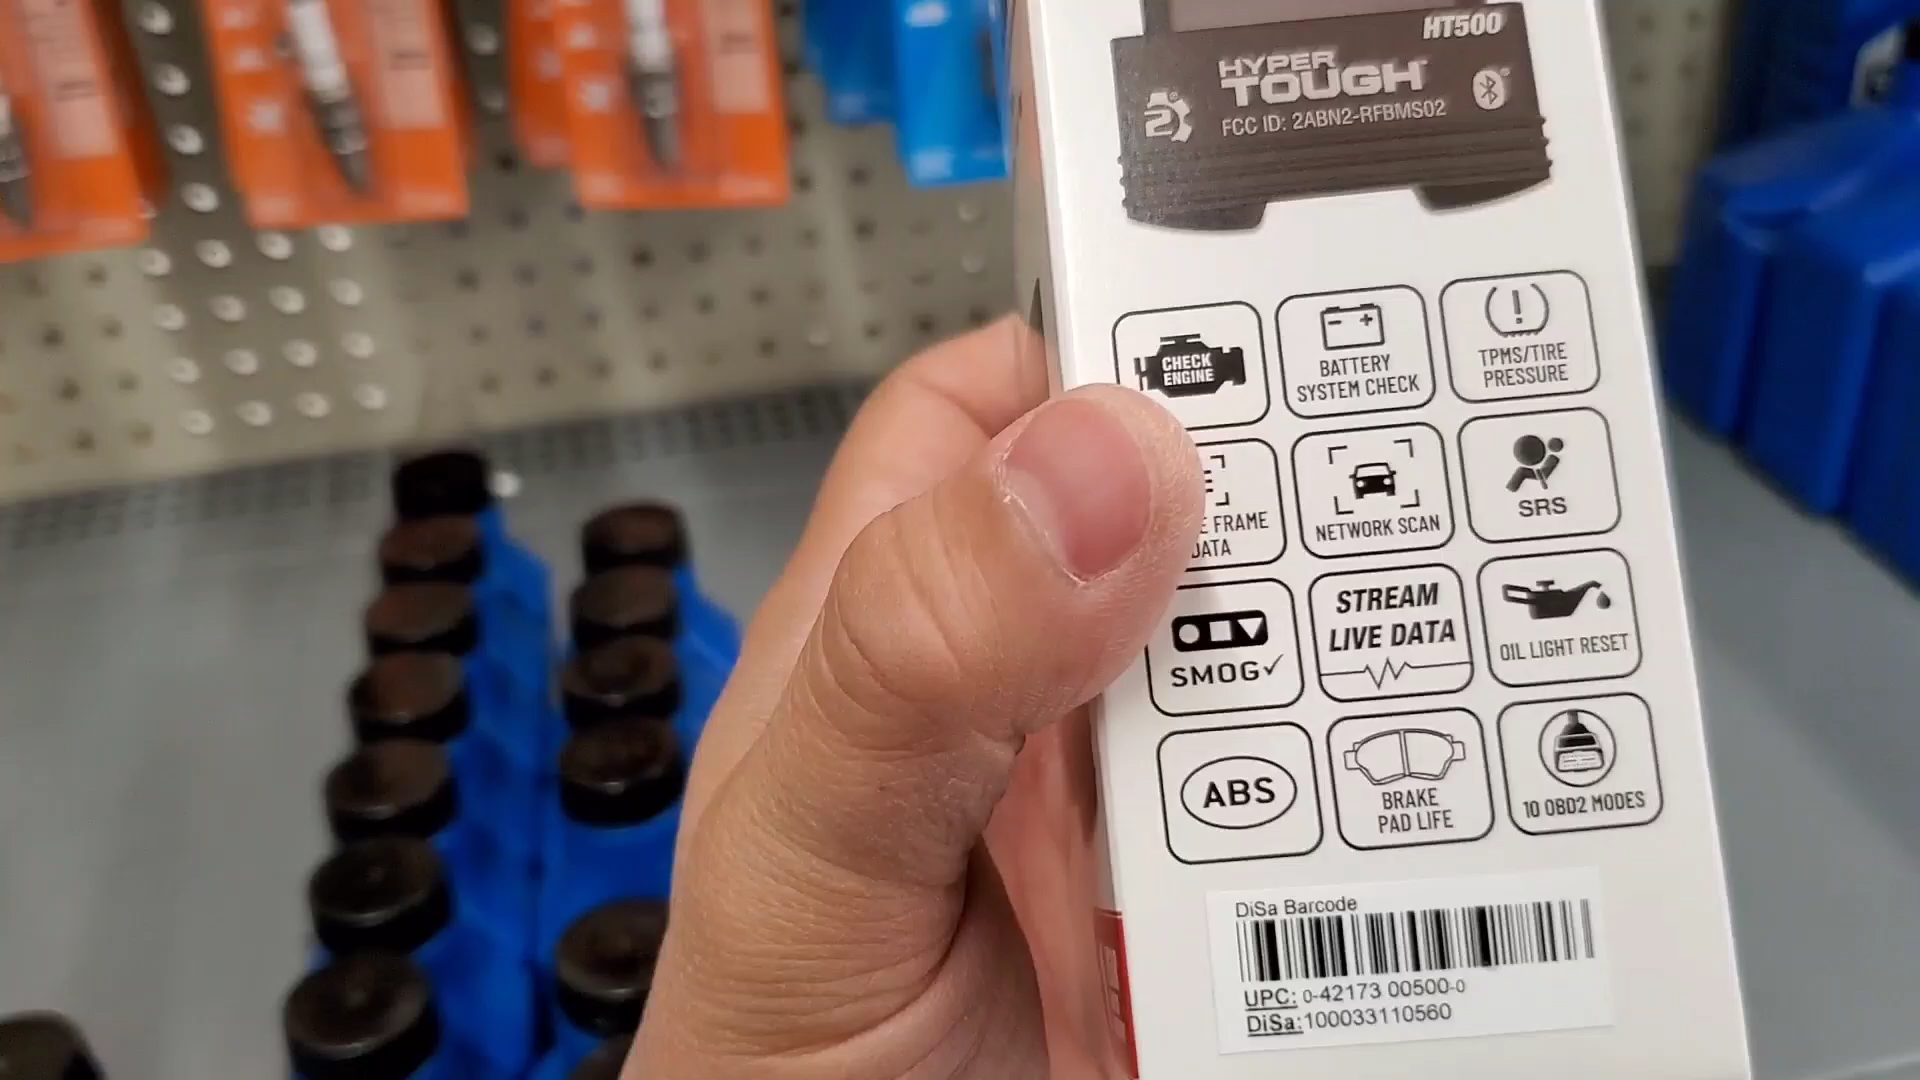 HT500
HYPER
TOUGH
FCC ID: 2ABN2-RFBMS02
CHECK
ENGINE
BATTERY
SYSTEM CHECK
TPMS/TIRE
PRESSURE
FRAME
DATA
NETWORK SCAN
SRS
SMOG✓
STREAM
LIVE DATA
OIL LIGHT RESET
ABS
BRAKE
PAD LIFE
10 OBD2 MODES
DiSa Barcode
UPC: 0-42173 00500-0
DiSa:100033110560